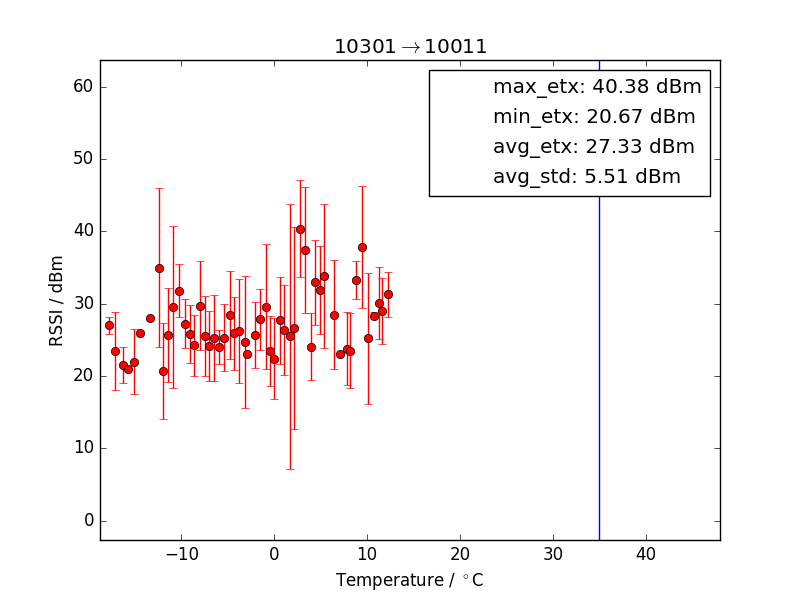 10301→10011
max_etx: 40.38 dBm
min_etx: 20.67 dBm
avg_etx: 27.33 dBm
avg_std: 5.51 dBm
RSSI / dBm
60
50
40
30
20
10
0
−10 0 10 20 30 40
Temperature / °C